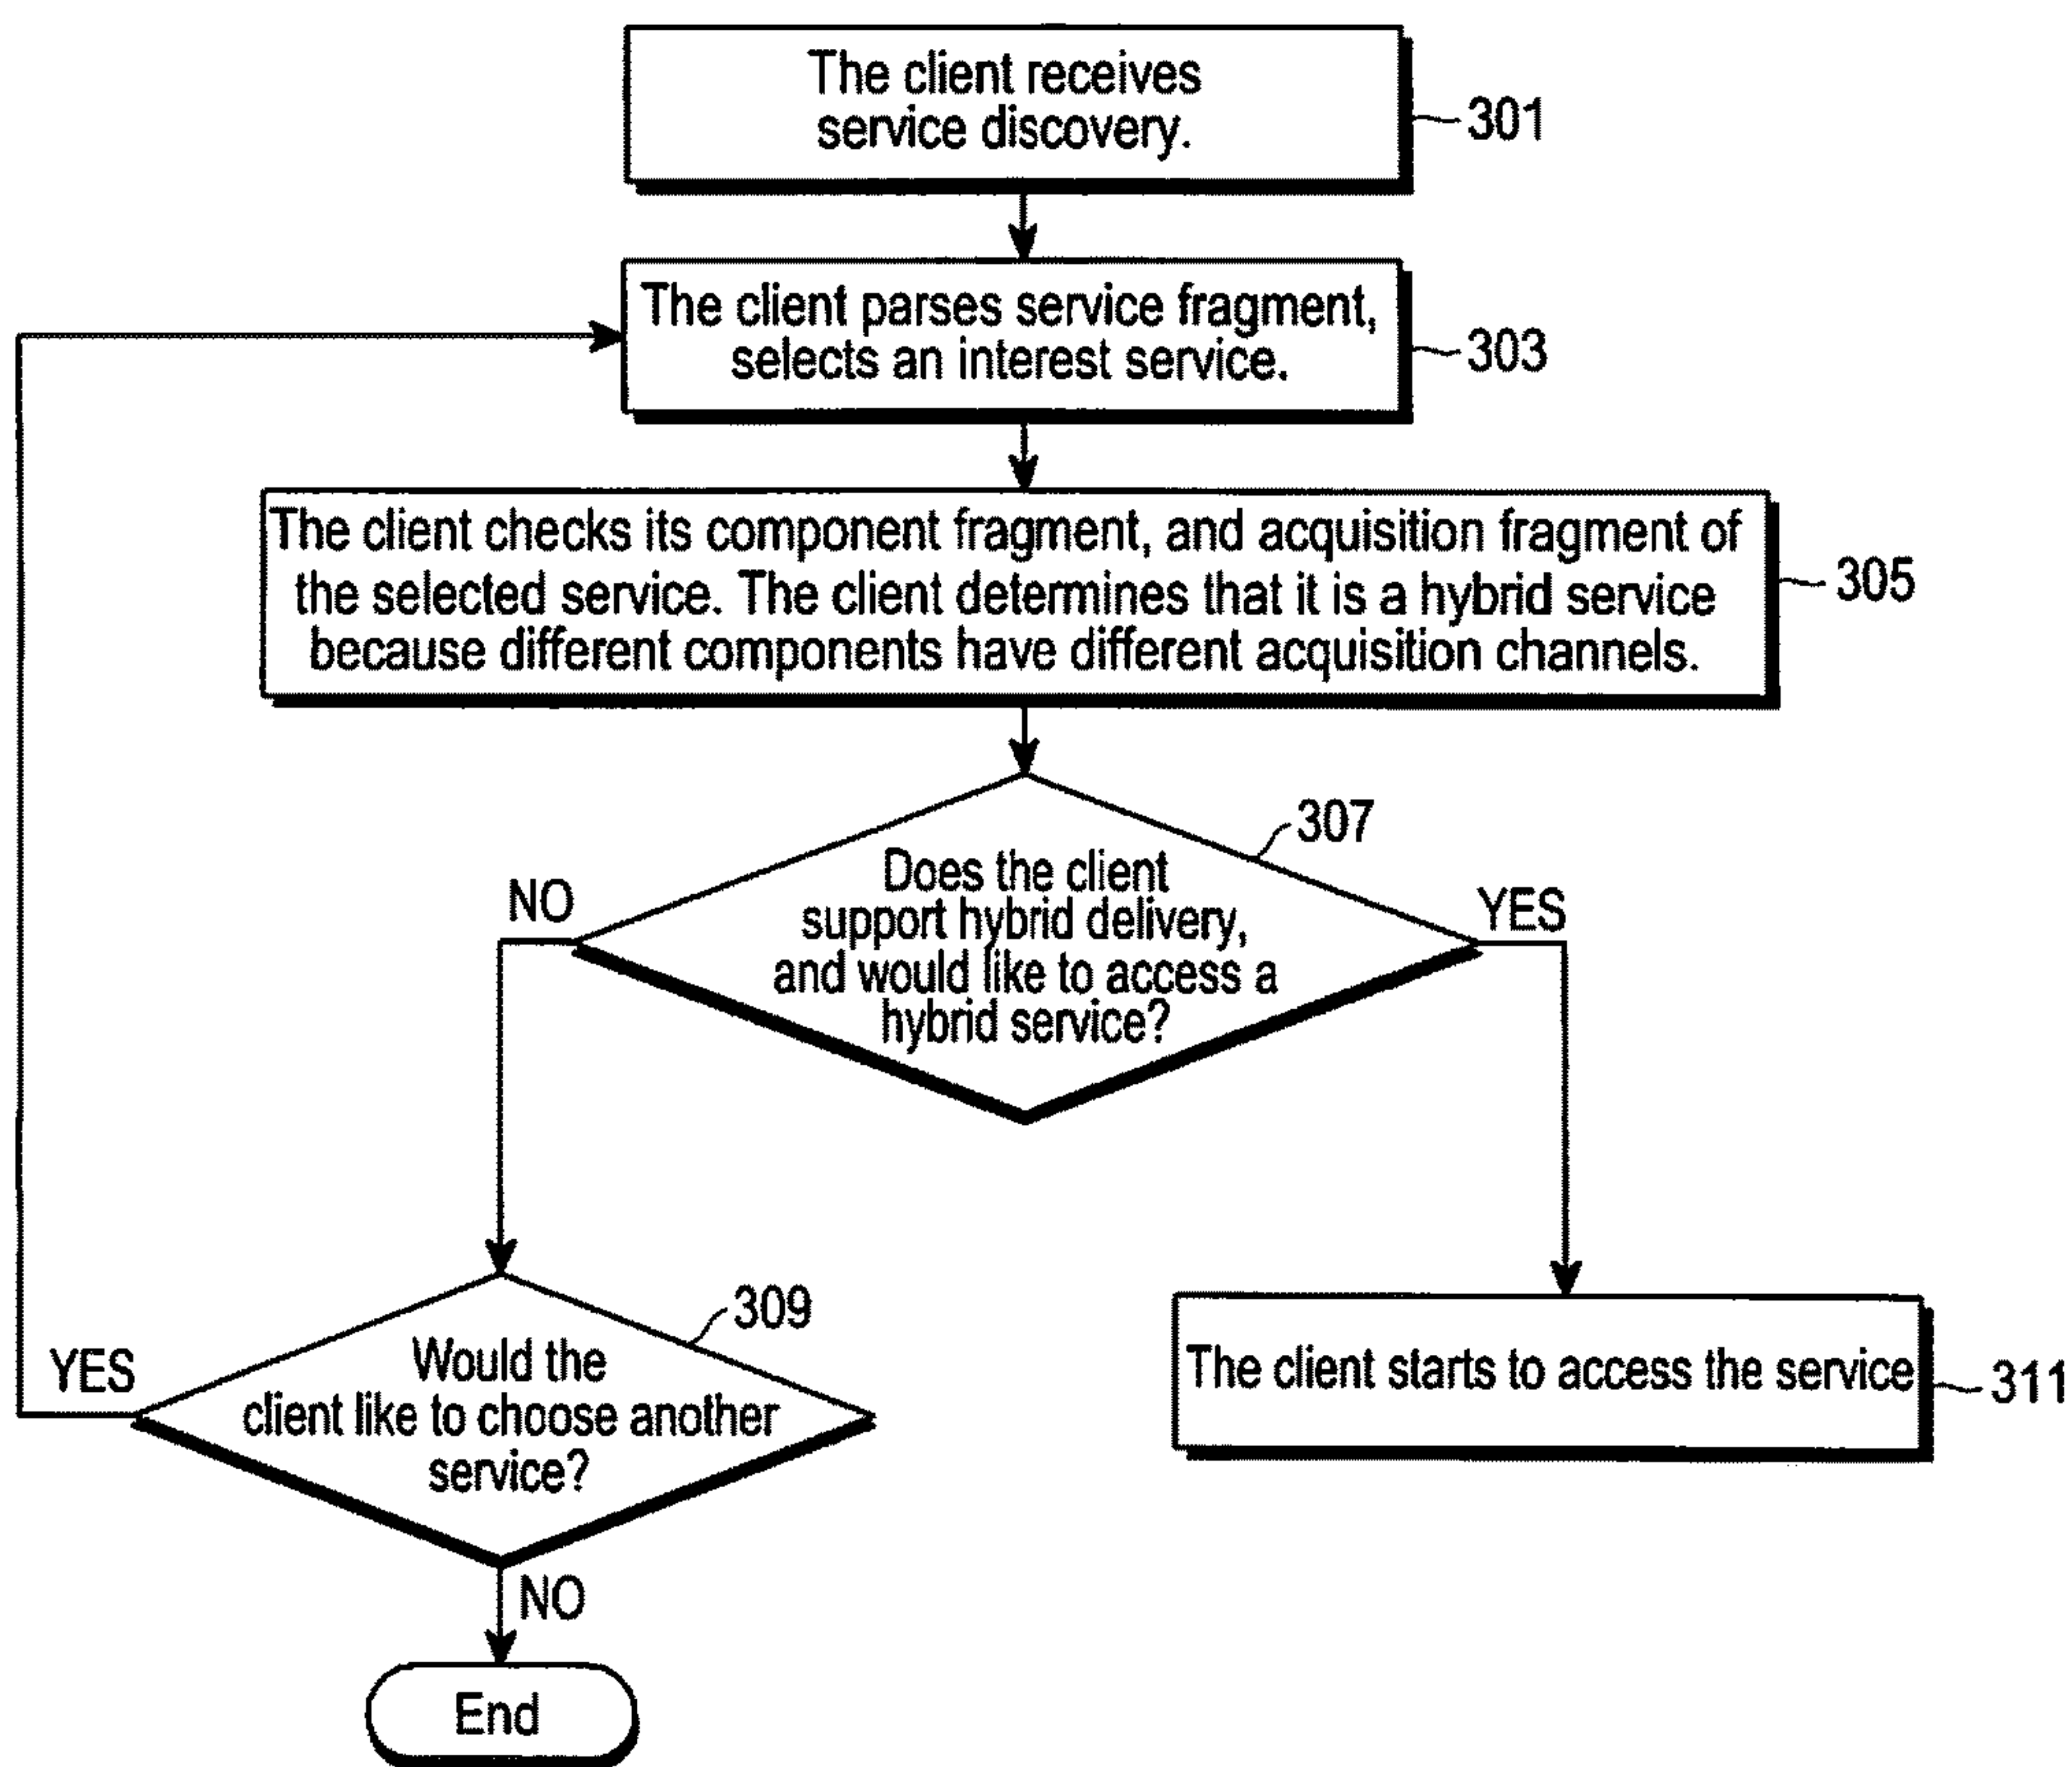 The client receives
service discovery.
301
The client parses service fragment,
selects an interest service.
303
The client checks its component fragment, and acquisition fragment of
the selected service. The client determines that it is a hybrid service
because different components have different acquisition channels.
305
307
Does the client
support hybrid delivery,
and would like to access a
hybrid service?
NO
YES
309
Would the
client like to choose another
service?
YES
NO
The client starts to access the service
311
End